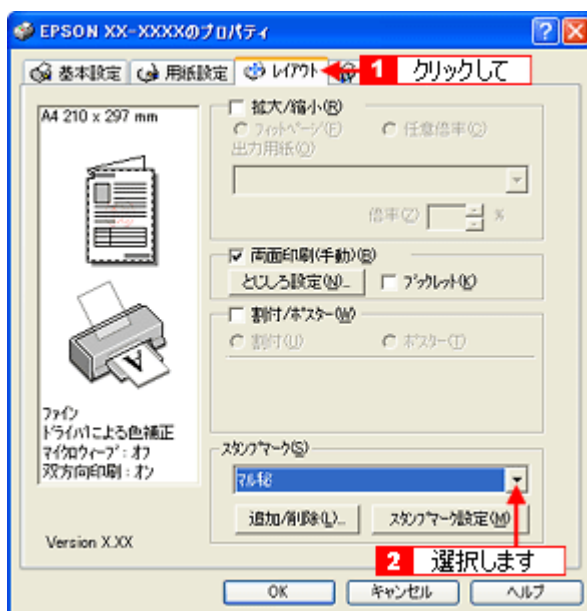 EPSON XX-XXXXのプロパティ
基本設定 用紙設定 レイアウト
1 クリックして
A4 210 x 297 mm
拡大/縮小(R)
フィットページ(F) 任意倍率(C)
出力用紙(O)
倍率(Z) %
両面印刷(手動)(B)
とじしろ設定(N)... ブックレット(K)
割付/ポスター(W)
割付(U) ポスター(T)
ファイン
ドライバによる色補正
マイクロウィーブ : オフ
双方向印刷 : オン
スタンプマーク(S)
マル秘
追加/削除(L)... スタンプマーク設定(M)
Version X.XX
2 選択します
OK キャンセル ヘルプ